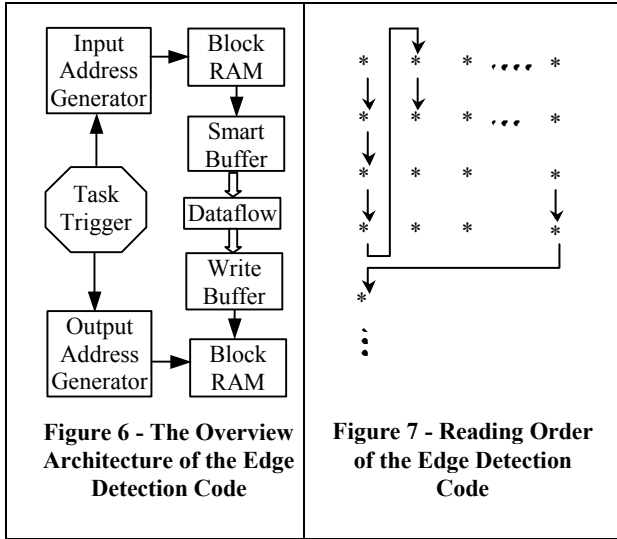 Input
Address
Generator
Block
RAM
Smart
Buffer
Task
Trigger
Dataflow
Write
Buffer
Output
Address
Generator
Block
RAM
Figure 6 - The Overview
Architecture of the Edge
Detection Code
* * * .... *
* * * ... *
* * * *
* * * *
*
Figure 7 - Reading Order
of the Edge Detection
Code